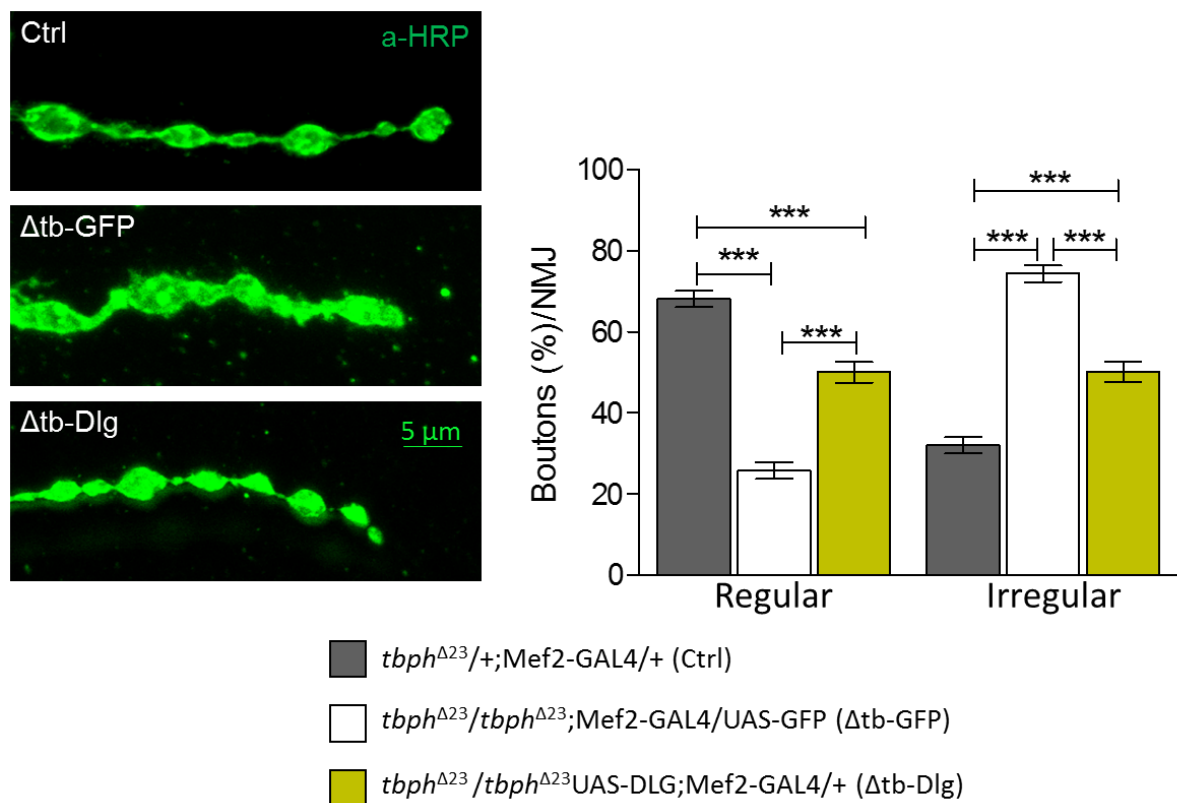 Ctrl
a-HRP
Δtb-GFP
Δtb-Dlg
5 µm
Boutons (%)/NMJ
100
80
60
40
20
0
***
***
***
***
***
***
Regular
Irregular
tbph^Δ23/+;Mef2-GAL4/+ (Ctrl)
tbph^Δ23/tbph^Δ23;Mef2-GAL4/UAS-GFP (Δtb-GFP)
tbph^Δ23/tbph^Δ23UAS-DLG;Mef2-GAL4/+ (Δtb-Dlg)